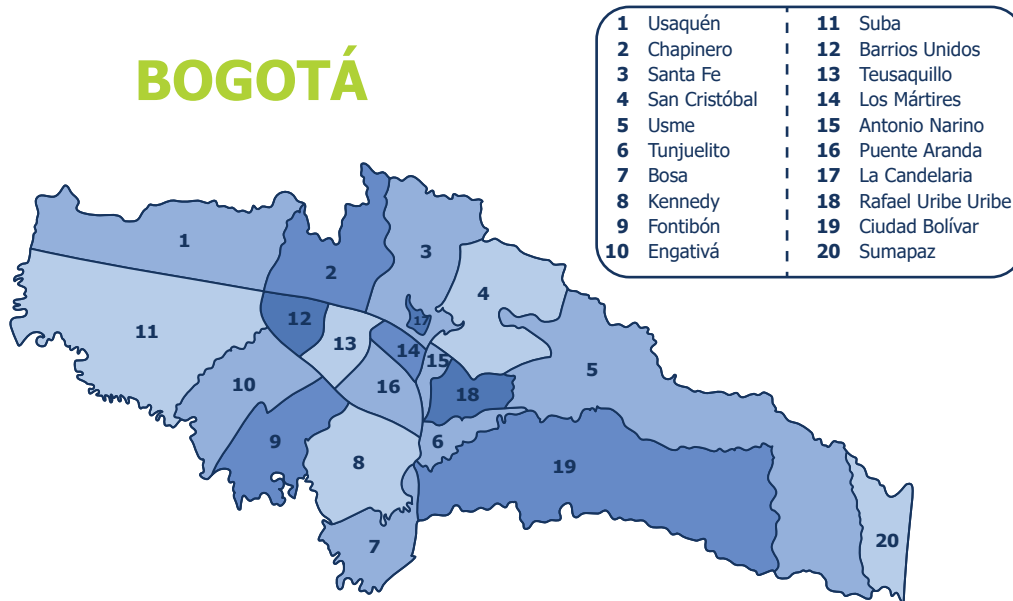 BOGOTÁ
1 Usaquén
2 Chapinero
3 Santa Fe
4 San Cristóbal
5 Usme
6 Tunjuelito
7 Bosa
8 Kennedy
9 Fontibón
10 Engativá
11 Suba
12 Barrios Unidos
13 Teusaquillo
14 Los Mártires
15 Antonio Narino
16 Puente Aranda
17 La Candelaria
18 Rafael Uribe Uribe
19 Ciudad Bolívar
20 Sumapaz
1
2
3
4
17
12
11
13
14
15
5
10
16
18
9
6
8
19
7
20